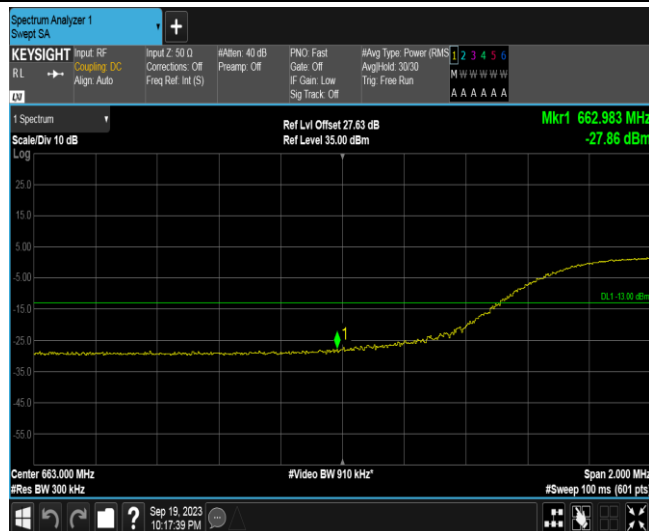 Spectrum Analyzer 1
Swept SA
+
KEYSIGHT
RL
LXI
Input: RF
Coupling: DC
Align: Auto
Input Z: 50 Ω
Corrections: Off
Freq Ref: Int (S)
#Atten: 40 dB
Preamp: Off
PNO: Fast
Gate: Off
IF Gain: Low
Sig Track: Off
#Avg Type: Power (RMS
Avg|Hold: 30/30
Trig: Free Run
1 2 3 4 5 6
M W W W W W
A A A A A A
1 Spectrum
Scale/Div 10 dB
Log
Ref Lvl Offset 27.63 dB
Ref Level 35.00 dBm
Mkr1 662.983 MHz
-27.86 dBm
25.0
15.0
5.00
-5.00
DL1 -13.00 dBm
-15.0
1
-25.0
-35.0
-45.0
-55.0
Center 663.000 MHz
#Res BW 300 kHz
#Video BW 910 kHz*
Span 2.000 MHz
#Sweep 100 ms (601 pts)
?
Sep 19, 2023
10:17:39 PM